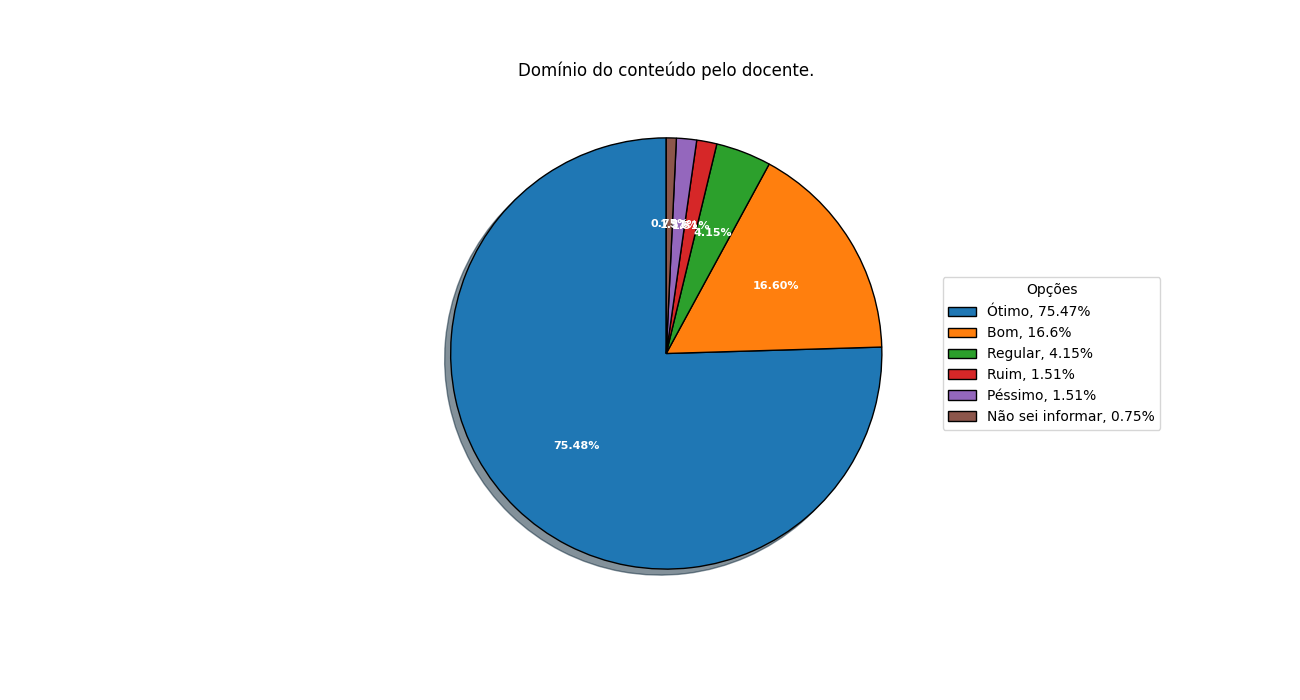 Domínio do conteúdo pelo docente.
4.15%
16.60%
75.48%
Opções
Ótimo, 75.47%
Bom, 16.6%
Regular, 4.15%
Ruim, 1.51%
Péssimo, 1.51%
Não sei informar, 0.75%